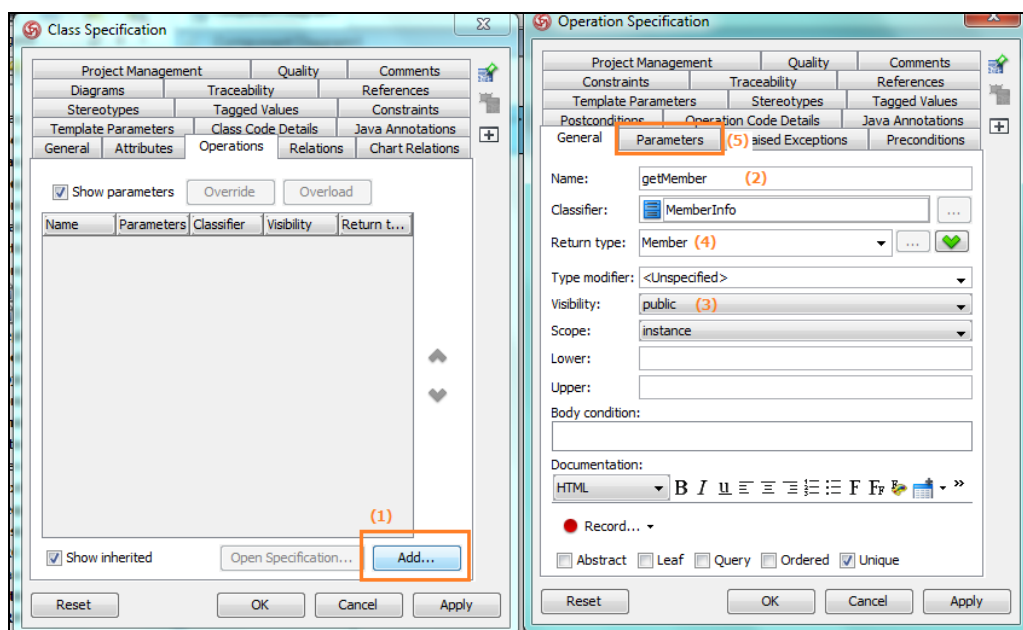 Class Specification
Project Management Quality Comments
Diagrams Traceability References
Stereotypes Tagged Values Constraints
Template Parameters Class Code Details Java Annotations
General Attributes Operations Relations Chart Relations
Show parameters Override Overload
Name Parameters Classifier Visibility Return t...
(1)
Show inherited Open Specification... Add...
Reset OK Cancel Apply
Operation Specification
Project Management Quality Comments
Constraints Traceability References
Template Parameters Stereotypes Tagged Values
Postconditions Operation Code Details Java Annotations
General Parameters (5) aised Exceptions Preconditions
Name: getMember (2)
Classifier: MemberInfo ...
Return type: Member (4) ...
Type modifier: <Unspecified>
Visibility: public (3)
Scope: instance
Lower:
Upper:
Body condition:
Documentation:
HTML B I u F FF »
Record...
Abstract Leaf Query Ordered Unique
Reset OK Cancel Apply